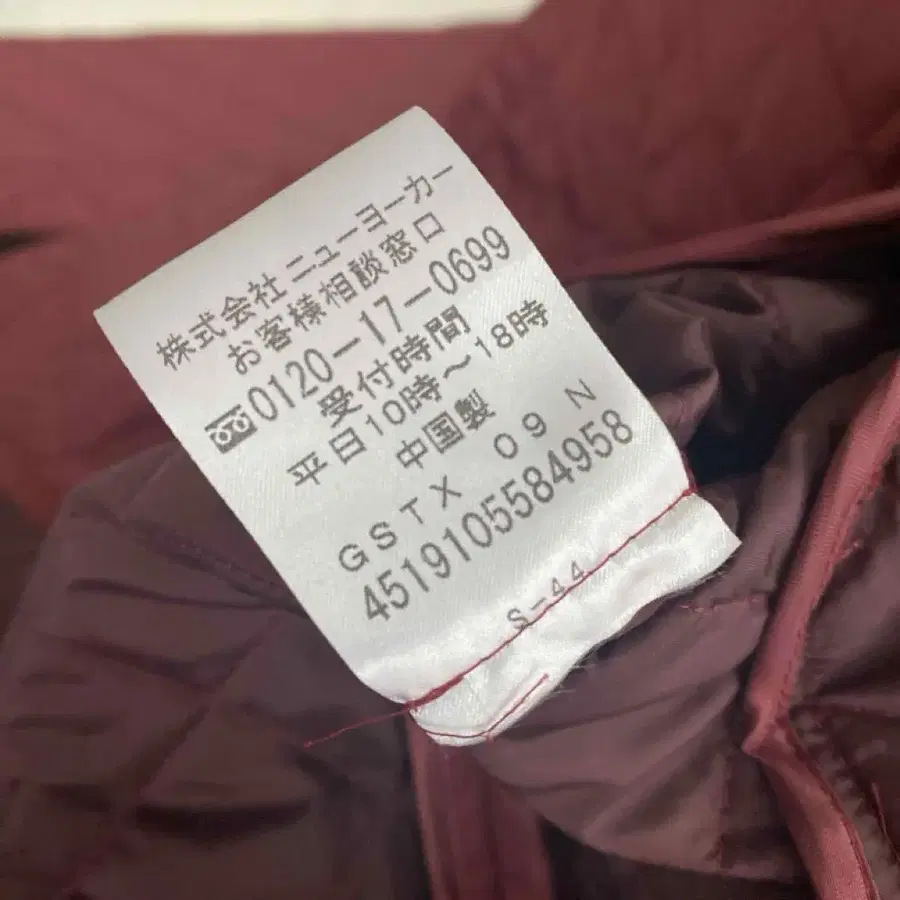 株式会社 ニューヨーカー
お客様相談窓口
0120-17-0699
受付時間
平日10時〜18時
中国製
GSTX 09 N
4519105584958
S-44